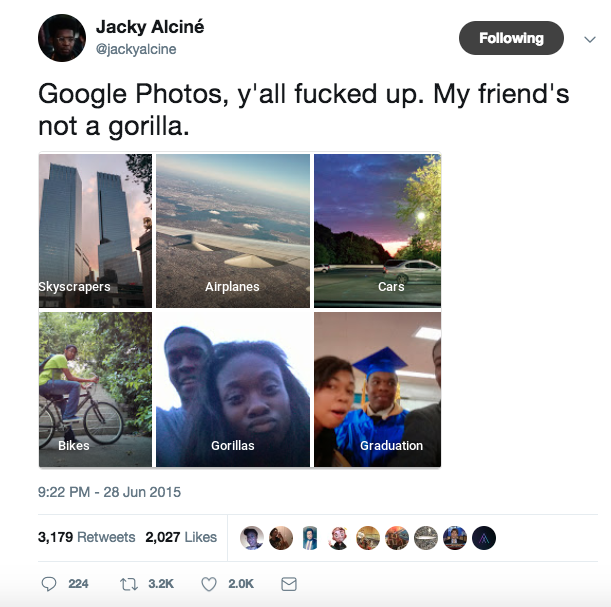 Jacky Alciné
@jackyalcine
Following
Google Photos, y'all fucked up. My friend's
not a gorilla.
Skyscrapers
Airplanes
Cars
Bikes
Gorillas
Graduation
9:22 PM - 28 Jun 2015
3,179 Retweets 2,027 Likes
224 3.2K 2.0K